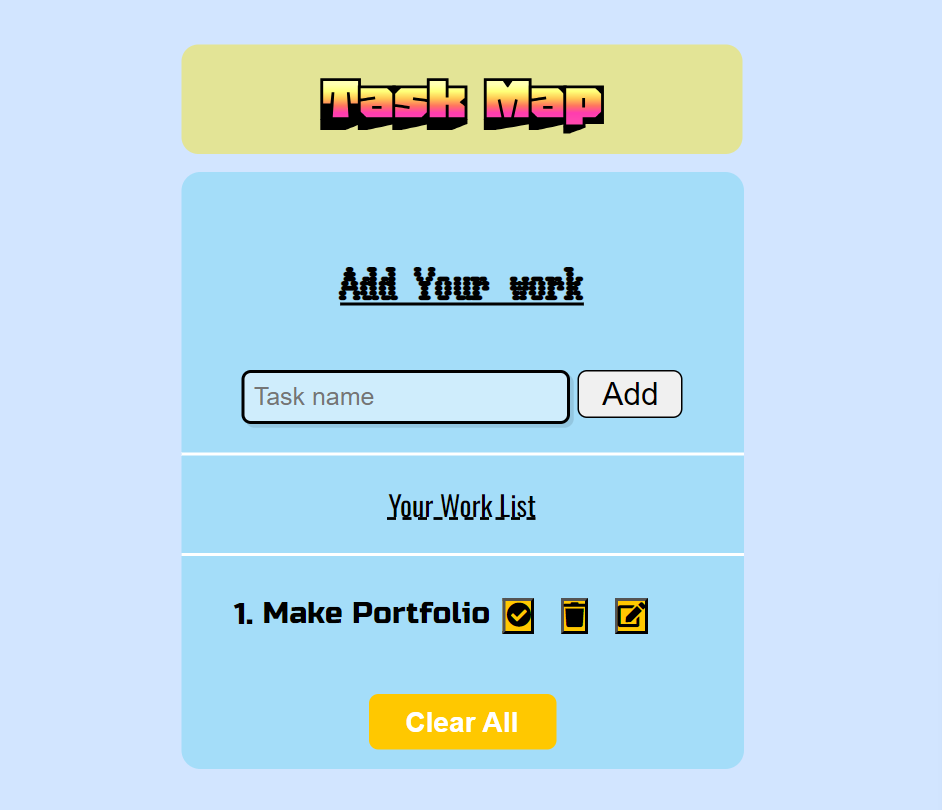 Task Map
Add Your work
Task name
Add
Your Work List
1. Make Portfolio
Clear All